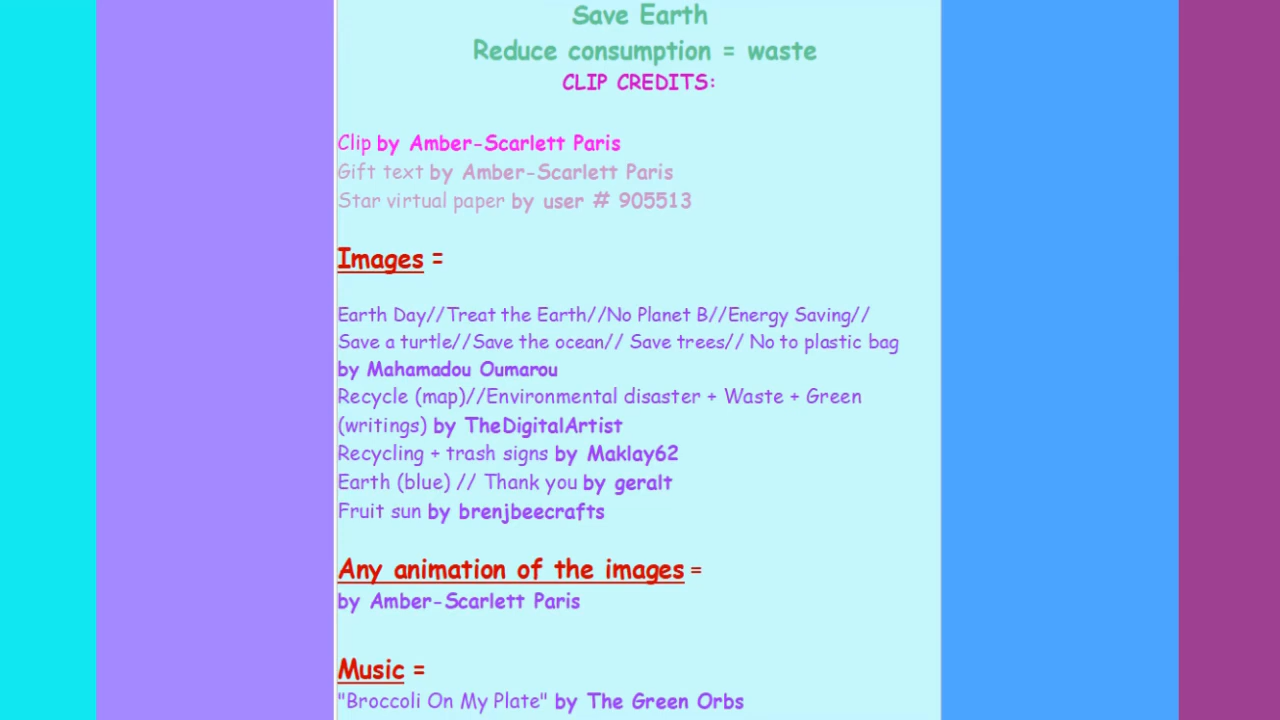 Save Earth
Reduce consumption = waste
CLIP CREDITS:
Clip by Amber-Scarlett Paris
Gift text by Amber-Scarlett Paris
Star virtual paper by user # 905513
Images =
Earth Day//Treat the Earth//No Planet B//Energy Saving//
Save a turtle//Save the ocean// Save trees// No to plastic bag
by Mahamadou Oumarou
Recycle (map)//Environmental disaster + Waste + Green
(writings) by TheDigitalArtist
Recycling + trash signs by Maklay62
Earth (blue) // Thank you by geralt
Fruit sun by brenjbeecrafts
Any animation of the images =
by Amber-Scarlett Paris
Music =
"Broccoli On My Plate" by The Green Orbs